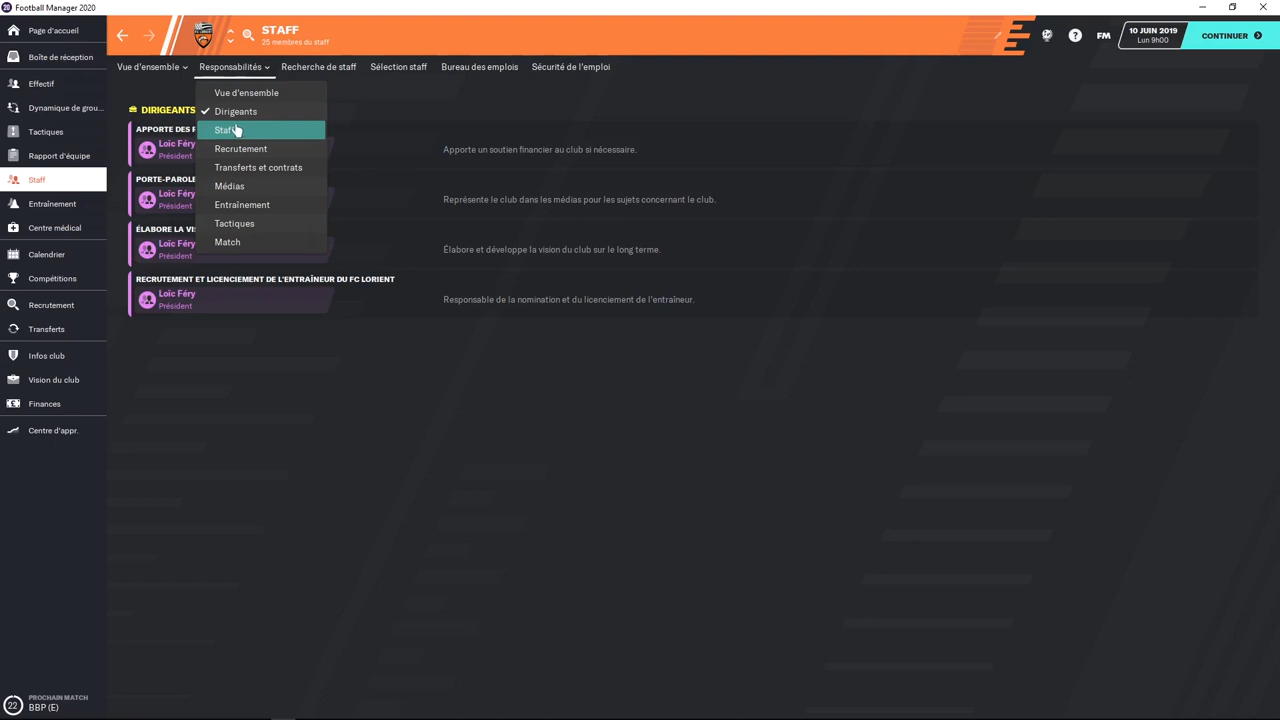 Football Manager 2020
Page d'accueil
Boîte de réception
Effectif
Dynamique de grou...
Tactiques
Rapport d'équipe
Staff
Entraînement
Centre médical
Calendrier
Compétitions
Recrutement
Transferts
Infos club
Vision du club
Finances
Centre d'appr.
22
PROCHAIN MATCH
BBP (E)
STAFF
25 membres du staff
FM
10 JUIN 2019
Lun 9h00
CONTINUER
Vue d'ensemble
Responsabilités
Recherche de staff
Sélection staff
Bureau des emplois
Sécurité de l'emploi
Vue d'ensemble
Dirigeants
Staff
Recrutement
Transferts et contrats
Médias
Entraînement
Tactiques
Match
DIRIGEANTS
APPORTE DES
Loïc Féry
Président
Apporte un soutien financier au club si nécessaire.
PORTE-PAROLE
Loïc Féry
Président
Représente le club dans les médias pour les sujets concernant le club.
ÉLABORE LA VI
Loïc Féry
Président
Élabore et développe la vision du club sur le long terme.
RECRUTEMENT ET LICENCIEMENT DE L'ENTRAÎNEUR DU FC LORIENT
Loïc Féry
Président
Responsable de la nomination et du licenciement de l'entraîneur.